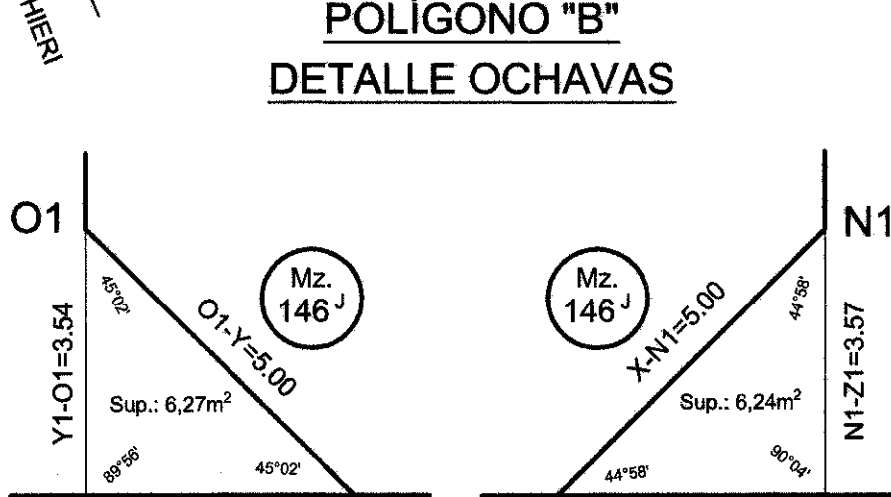 HIERI
POLÍGONO "B"
DETALLE OCHAVAS
O1
Mz.
146 J
45°02'
O1-Y=5.00
Y1-O1=3.54
Sup.: 6,27m²
89°56'
45°02'
N1
Mz.
146 J
44°58'
X-N1=5.00
N1-Z1=3.57
Sup.: 6,24m²
44°58'
90°04'